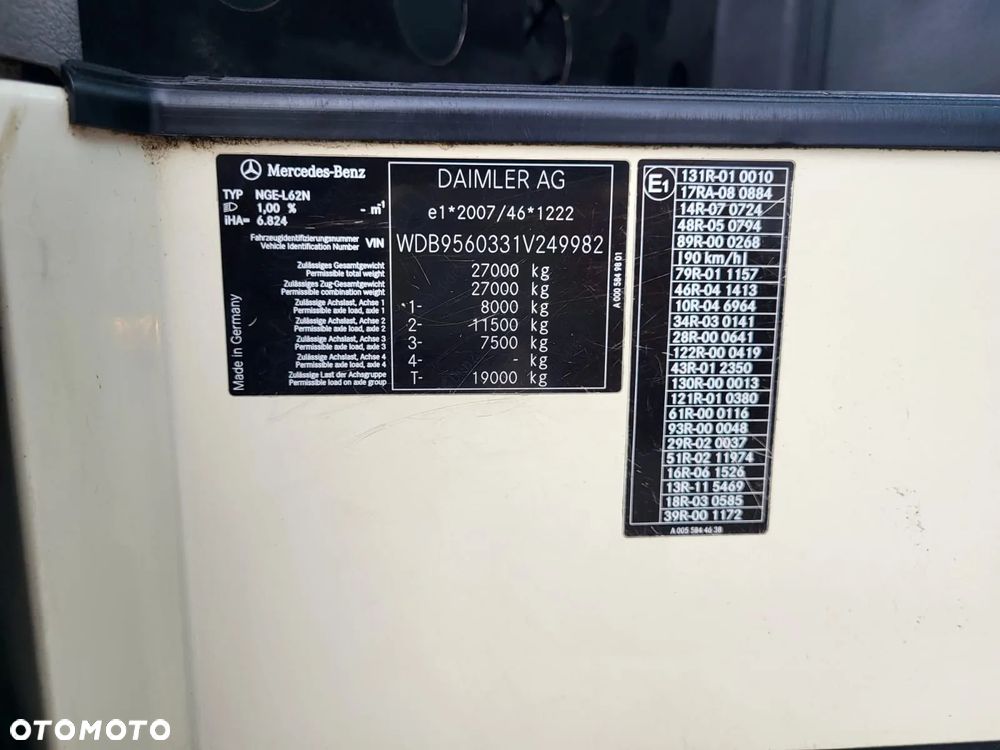 Mercedes-Benz
DAIMLER AG
TYP NGE-L62N
1,00 % - m⁻¹
iHA= 6.824
e1*2007/46*1222
Fahrzeugidentifizierungsnummer
Vehicle Identification Number VIN WDB9560331V249982
Zulässiges Gesamtgewicht
Permissible total weight 27000 kg
Zulässiges Zug-Gesamtgewicht
Permissible combination weight 27000 kg
Zulässige Achslast, Achse 1
Permissible axle load, axle 1 1- 8000 kg
Zulässige Achslast, Achse 2
Permissible axle load, axle 2 2- 11500 kg
Zulässige Achslast, Achse 3
Permissible axle load, axle 3 3- 7500 kg
Zulässige Achslast, Achse 4
Permissible axle load, axle 4 4- - kg
Zulässige Last der Achsgruppe
Permissible load on axle group T- 19000 kg
Made in Germany
A 000 584 98 01
E1
131R-01 0010
17RA-08 0884
14R-07 0724
48R-05 0794
89R-00 0268
|90 km/h|
79R-01 1157
46R-04 1413
10R-04 6964
34R-03 0141
28R-00 0641
122R-00 0419
43R-01 2350
130R-00 0013
121R-01 0380
61R-00 0116
93R-00 0048
29R-02 0037
51R-02 11974
16R-06 1526
13R-11 5469
18R-03 0585
39R-00 1172
A 005 584 46 38
OTOMOTO